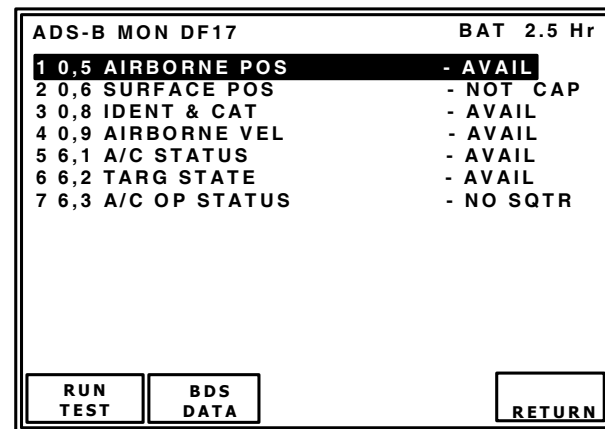 ADS-B MON DF17 BAT 2.5 Hr
1 0,5 AIRBORNE POS - AVAIL
2 0,6 SURFACE POS - NOT CAP
3 0,8 IDENT & CAT - AVAIL
4 0,9 AIRBORNE VEL - AVAIL
5 6,1 A/C STATUS - AVAIL
6 6,2 TARG STATE - AVAIL
7 6,3 A/C OP STATUS - NO SQTR
RUN TEST
BDS DATA
RETURN